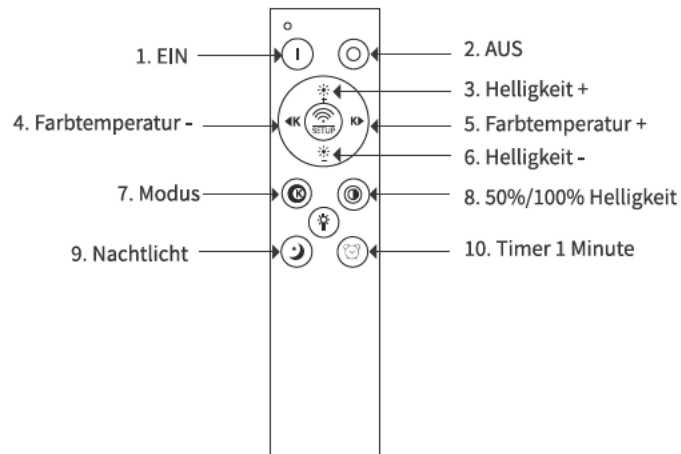 1. EIN
2. AUS
3. Helligkeit +
4. Farbtemperatur -
K
SETUP
K
5. Farbtemperatur +
6. Helligkeit -
7. Modus
K
8. 50%/100% Helligkeit
9. Nachtlicht
10. Timer 1 Minute